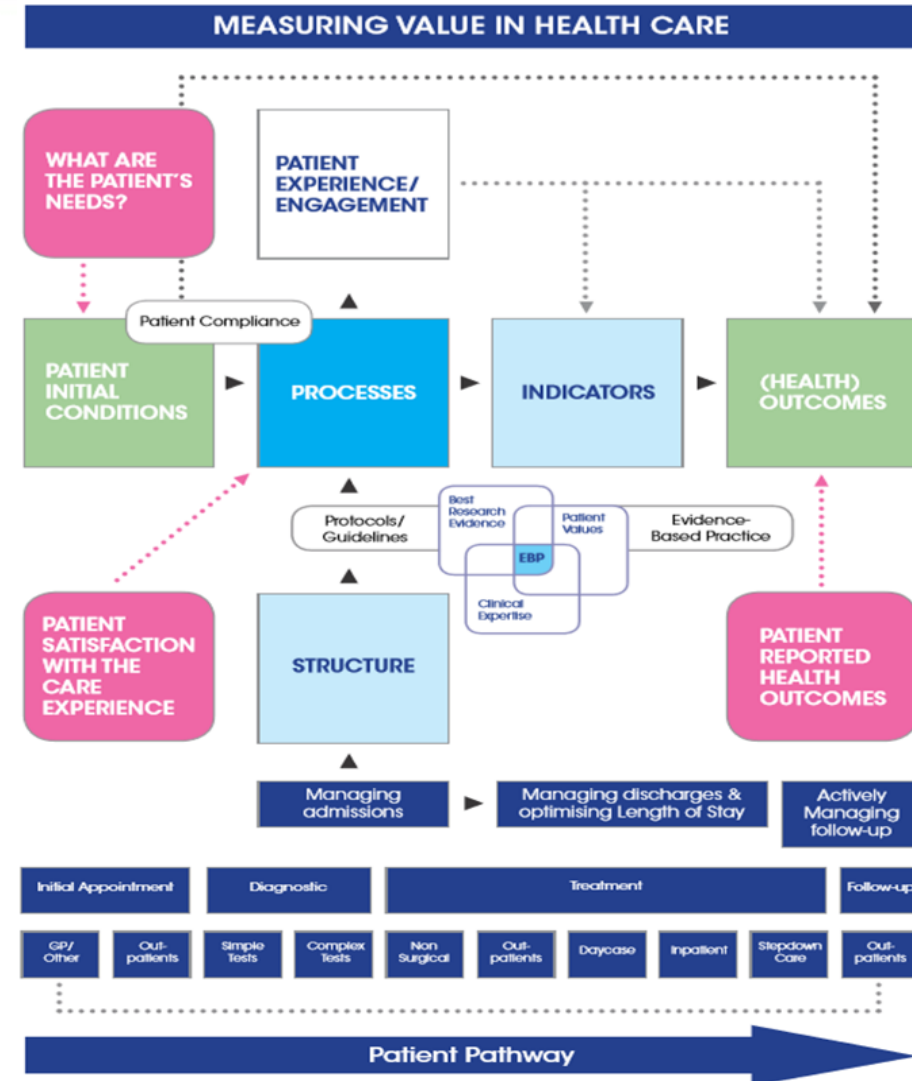 MEASURING VALUE IN HEALTH CARE
WHAT ARE
THE PATIENT'S
NEEDS?
PATIENT
EXPERIENCE/
ENGAGEMENT
Patient Compliance
PATIENT
INITIAL
CONDITIONS
PROCESSES
INDICATORS
(HEALTH)
OUTCOMES
Protocols/
Guidelines
Best
Research
Evidence
Patient
Values
EBP
Clinical
Expertise
Evidence-
Based Practice
PATIENT
SATISFACTION
WITH THE
CARE
EXPERIENCE
STRUCTURE
PATIENT
REPORTED
HEALTH
OUTCOMES
Managing
admissions
Managing discharges &
optimising Length of Stay
Actively
Managing
follow-up
Initial Appointment
Diagnostic
Treatment
Follow-up
GP/
Other
Out-
patients
Simple
Tests
Complex
Tests
Non
Surgical
Out-
patients
Daycase
Inpatient
Stepdown
Care
Out-
patients
Patient Pathway